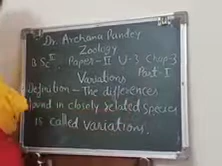 Dr. Archana Pandey
Zoology
B.Sc II Paper-II U-3 Chap-3
Variations Part-I
Definition - The differences
found in closely related species
is called variations.